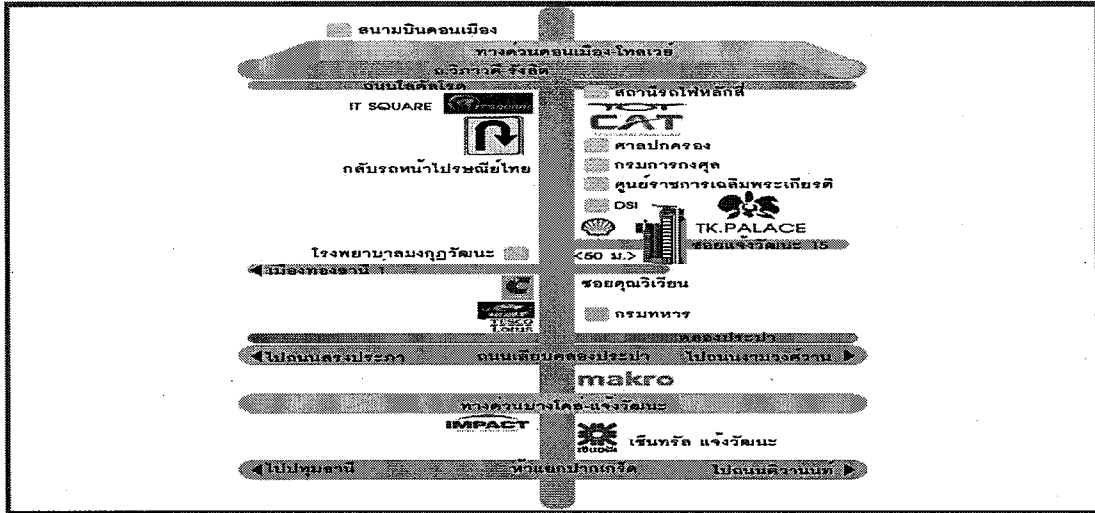 สนามบินดอนเมือง
ทางด่วนดอนเมือง-โทลเวย์
ถ.วิภาวดี รังสิต
ถนนโลคัลโรด
สถานีรถไฟหลักสี่
IT SQUARE
TOT
CAT
ศาลปกครอง
กลับรถหน้าไปรษณีย์ไทย
กรมการกงศุล
ศูนย์ราชการเฉลิมพระเกียรติ
DSI
TK.PALACE
ซอยแจ้งวัฒนะ 15
โรงพยาบาลมงกุฎวัฒนะ
<50 ม.>
เมืองทองธานี 1
ซอยคุณวิเวียน
TESCO
Lotus
กรมทหาร
คลองประปา
ไปถนนสรงประภา ถนนเลียบคลองประปา ไปถนนงามวงศ์วาน
makro
ทางด่วนบางโคล่-แจ้งวัฒนะ
IMPACT
เซ็นทรัล แจ้งวัฒนะ
ไปปทุมธานี ห้าแยกปากเกร็ด ไปถนนติวานนท์